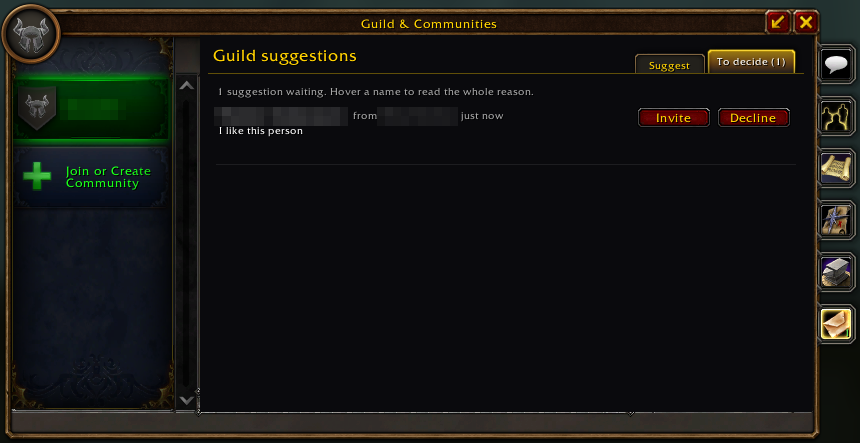 Guild & Communities
Guild suggestions
Suggest
To decide (1)
1 suggestion waiting. Hover a name to read the whole reason.
from just now
Invite
Decline
I like this person
Join or Create
Community